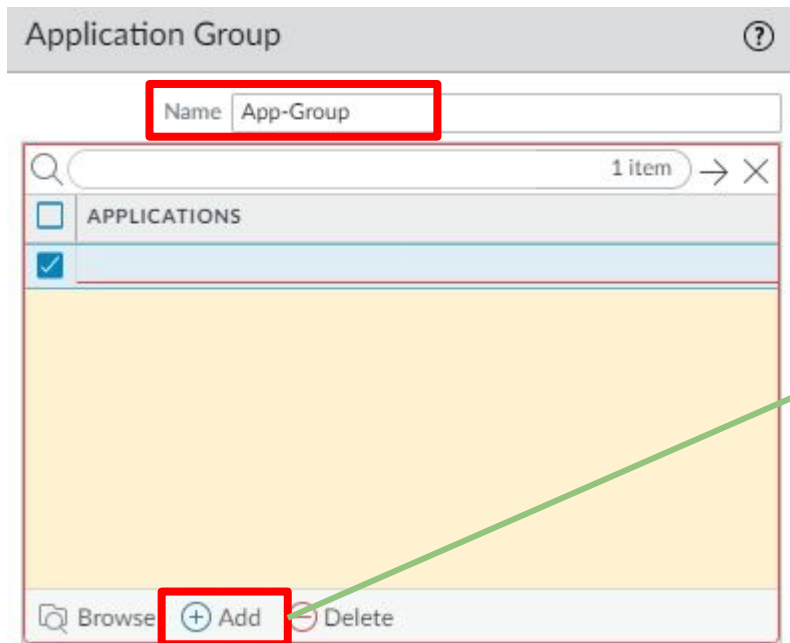 Application Group
Name App-Group
1 item
APPLICATIONS
Browse Add Delete